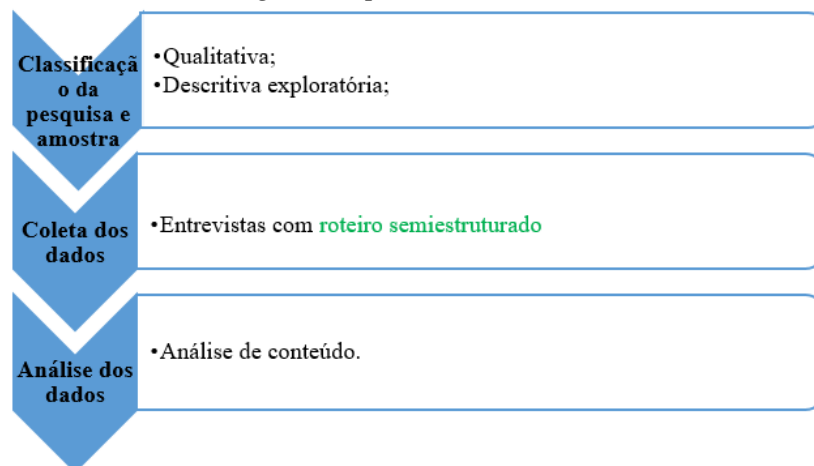 Classificaçã
o da
pesquisa e
amostra
•Qualitativa;
•Descritiva exploratória;
Coleta dos
dados
•Entrevistas com roteiro semiestruturado
Análise dos
dados
•Análise de conteúdo.